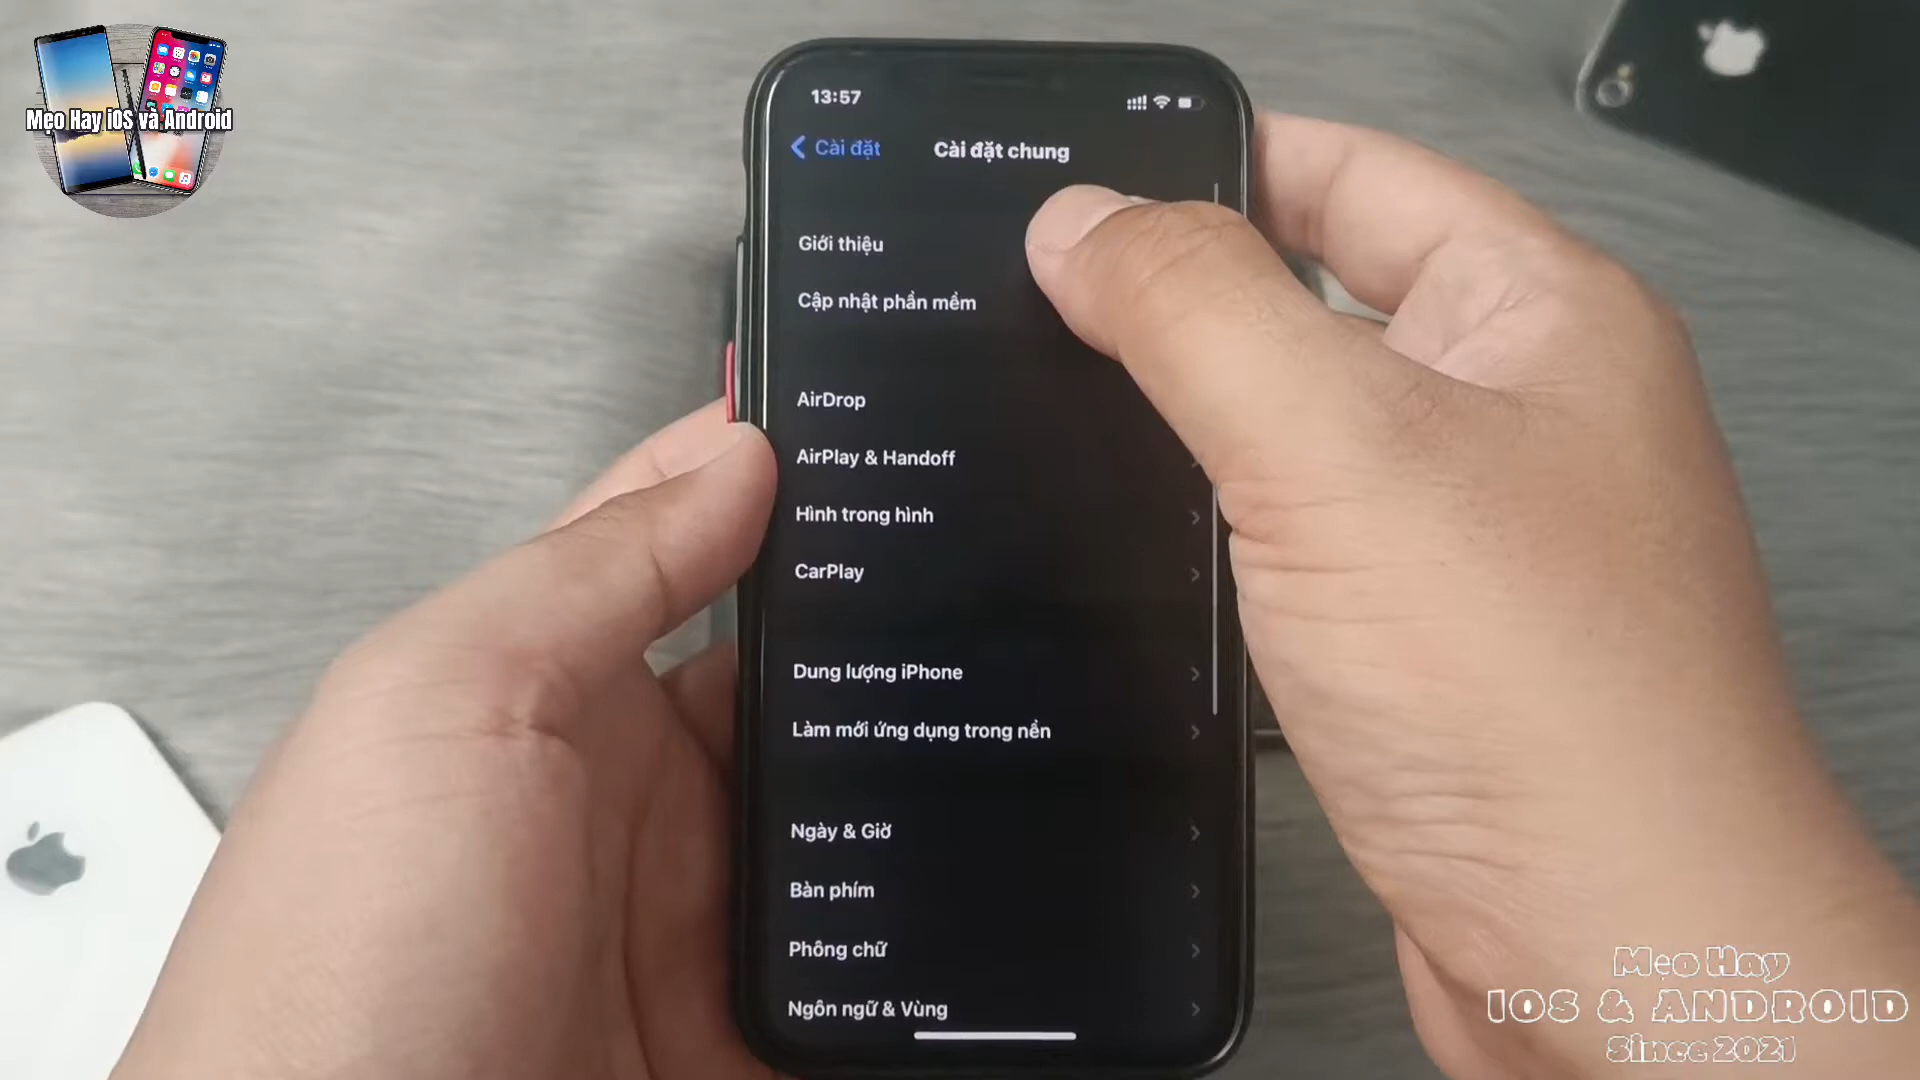 Mẹo Hay iOS và Android
13:57
Cài đặt
Cài đặt chung
Giới thiệu
Cập nhật phần mềm
AirDrop
AirPlay & Handoff
Hình trong hình
CarPlay
Dung lượng iPhone
Làm mới ứng dụng trong nền
Ngày & Giờ
Bàn phím
Phông chữ
Ngôn ngữ & Vùng
Mẹo Hay
IOS & ANDROID
Since 2021